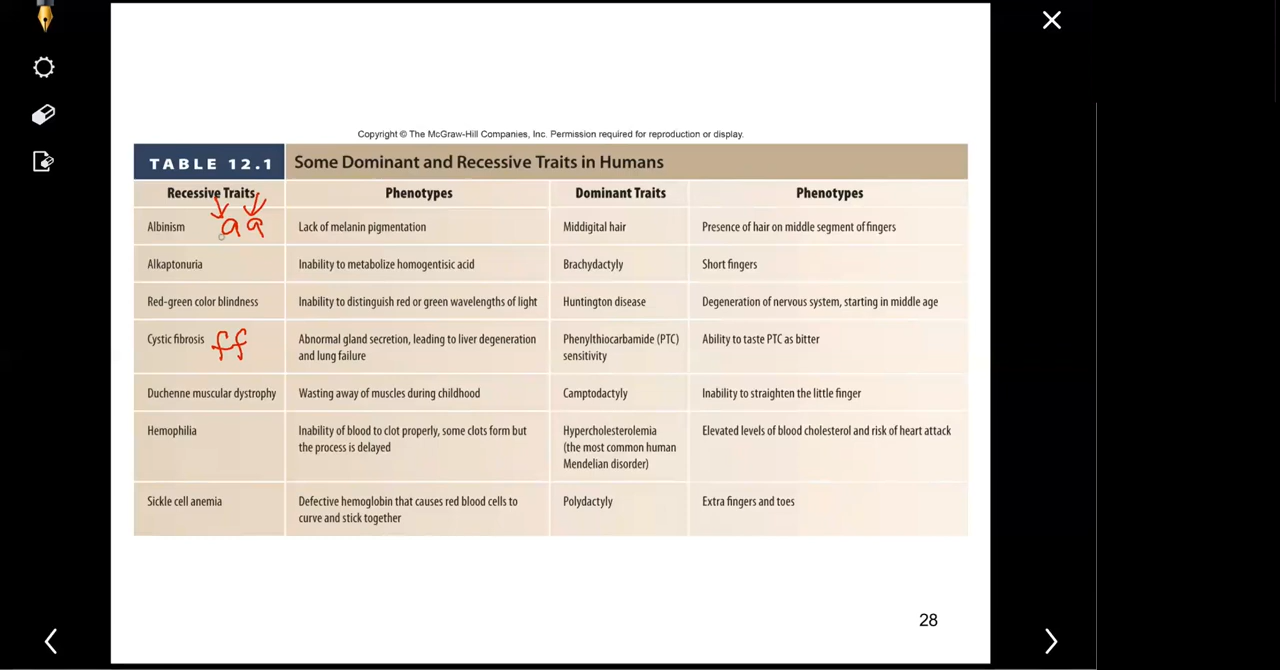 Copyright © The McGraw-Hill Companies, Inc. Permission required for reproduction or display.
TABLE 12.1 Some Dominant and Recessive Traits in Humans
Recessive Traits Phenotypes Dominant Traits Phenotypes
Albinism a a Lack of melanin pigmentation Middigital hair Presence of hair on middle segment of fingers
Alkaptonuria Inability to metabolize homogentisic acid Brachydactyly Short fingers
Red-green color blindness Inability to distinguish red or green wavelengths of light Huntington disease Degeneration of nervous system, starting in middle age
Cystic fibrosis ff Abnormal gland secretion, leading to liver degeneration Phenylthiocarbamide (PTC) Ability to taste PTC as bitter
and lung failure sensitivity
Duchenne muscular dystrophy Wasting away of muscles during childhood Camptodactyly Inability to straighten the little finger
Hemophilia Inability of blood to clot properly, some clots form but Hypercholesterolemia Elevated levels of blood cholesterol and risk of heart attack
the process is delayed (the most common human
Mendelian disorder)
Sickle cell anemia Defective hemoglobin that causes red blood cells to Polydactyly Extra fingers and toes
curve and stick together
28